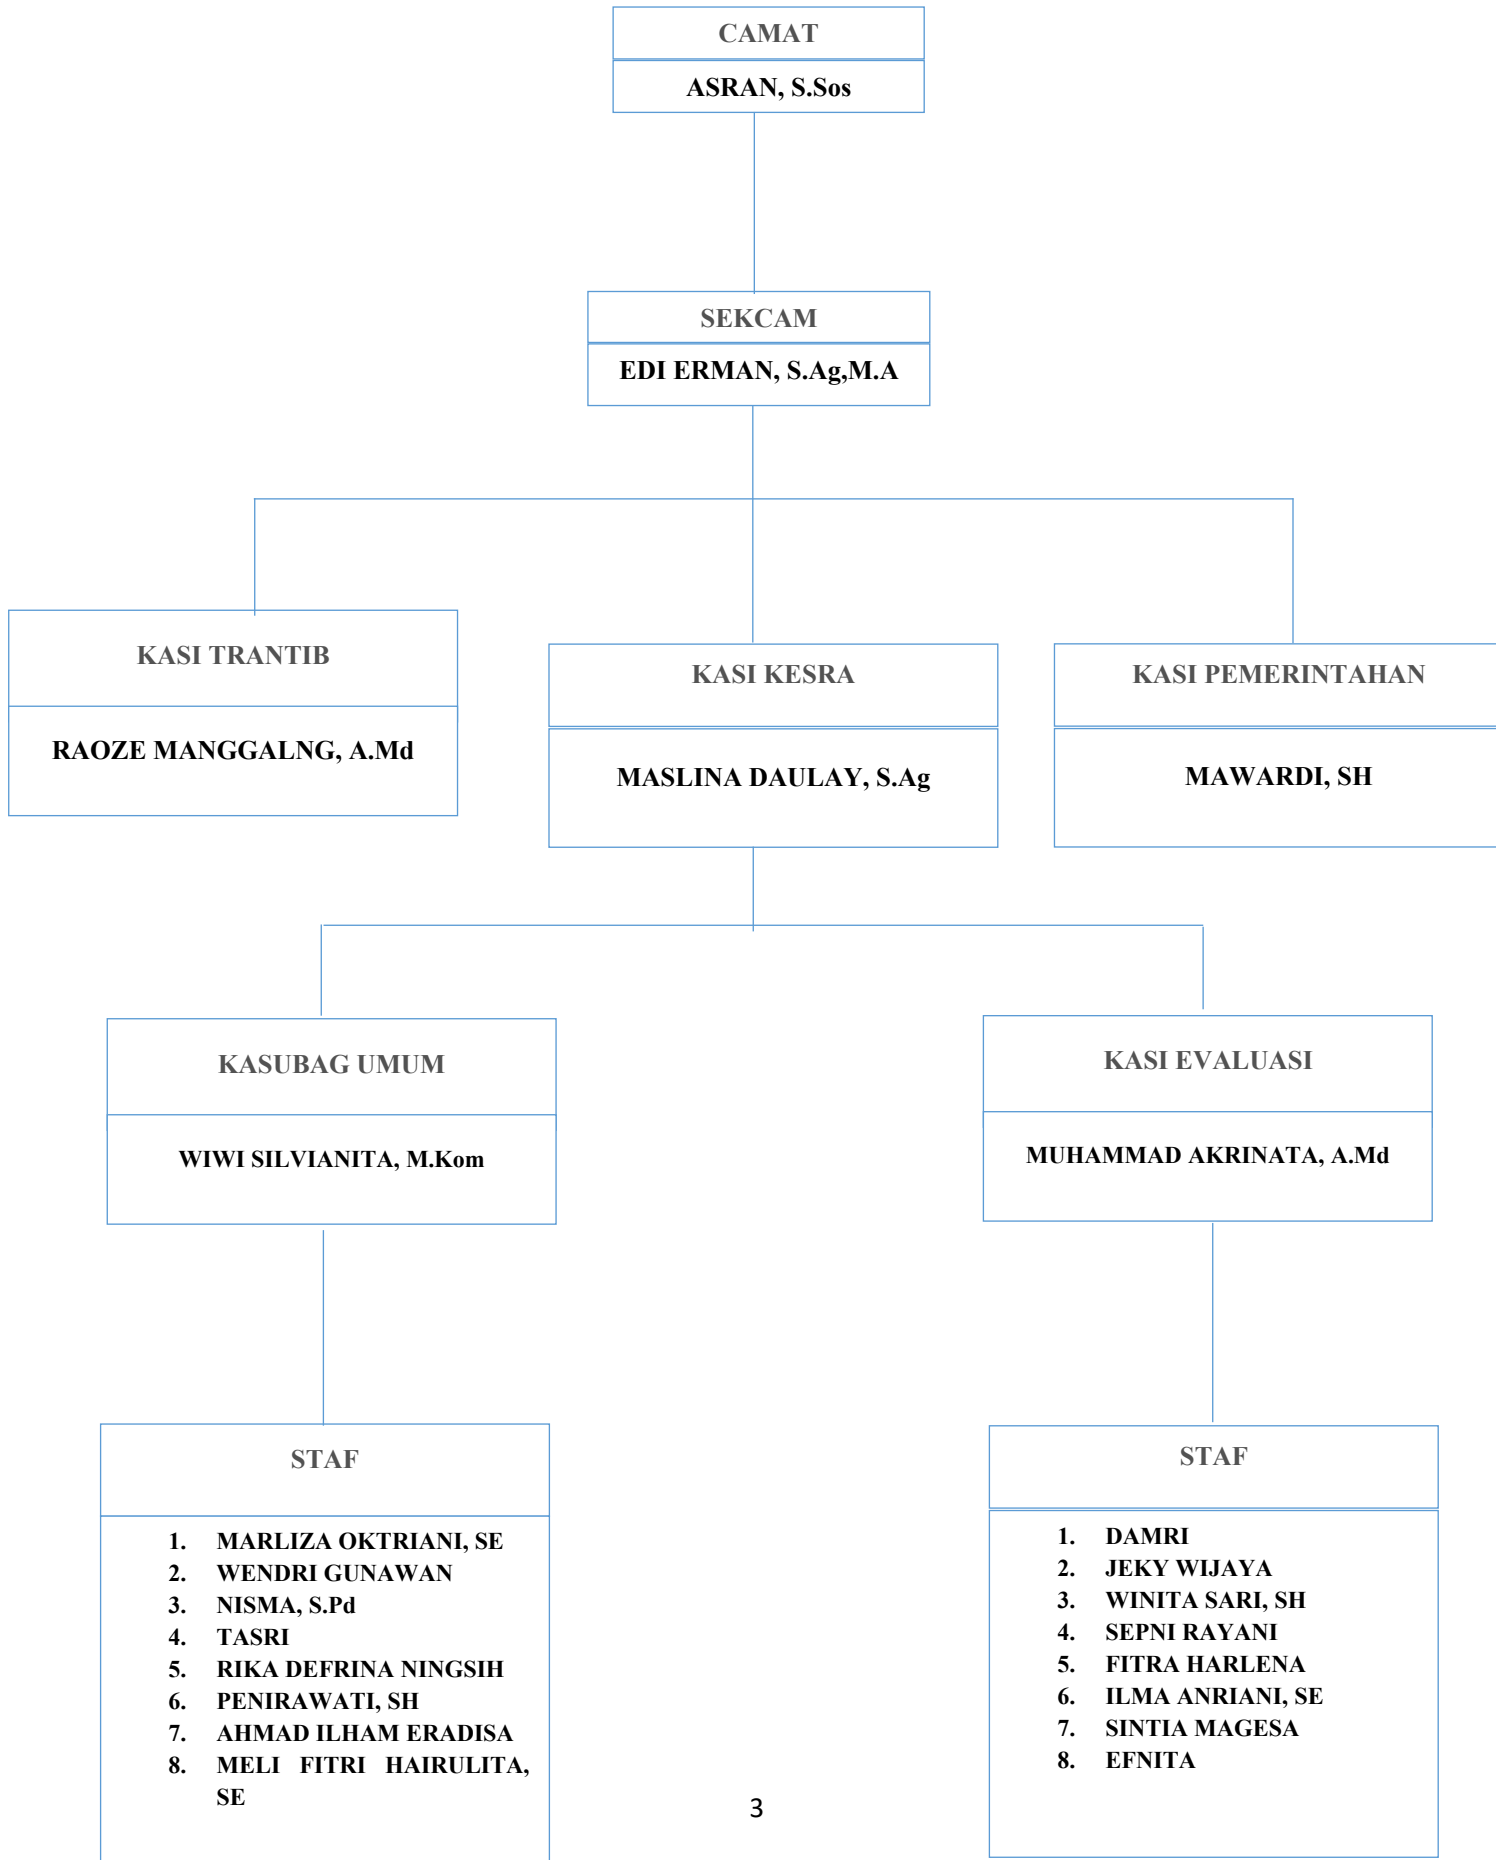 CAMAT
ASRAN, S.Sos
SEKCAM
EDI ERMAN, S.Ag,M.A
KASI TRANTIB
RAOZE MANGGALNG, A.Md
KASI KESRA
MASLINA DAULAY, S.Ag
KASI PEMERINTAHAN
MAWARDI, SH
KASUBAG UMUM
WIWI SILVIANITA, M.Kom
KASI EVALUASI
MUHAMMAD AKRINATA, A.Md
STAF
1. MARLIZA OKTRIANI, SE
2. WENDRI GUNAWAN
3. NISMA, S.Pd
4. TASRI
5. RIKA DEFRINA NINGSIH
6. PENIRAWATI, SH
7. AHMAD ILHAM ERADISA
8. MELI FITRI HAIRULITA,
SE
STAF
1. DAMRI
2. JEKY WIJAYA
3. WINITA SARI, SH
4. SEPNI RAYANI
5. FITRA HARLENA
6. ILMA ANRIANI, SE
7. SINTIA MAGESA
8. EFNITA
3